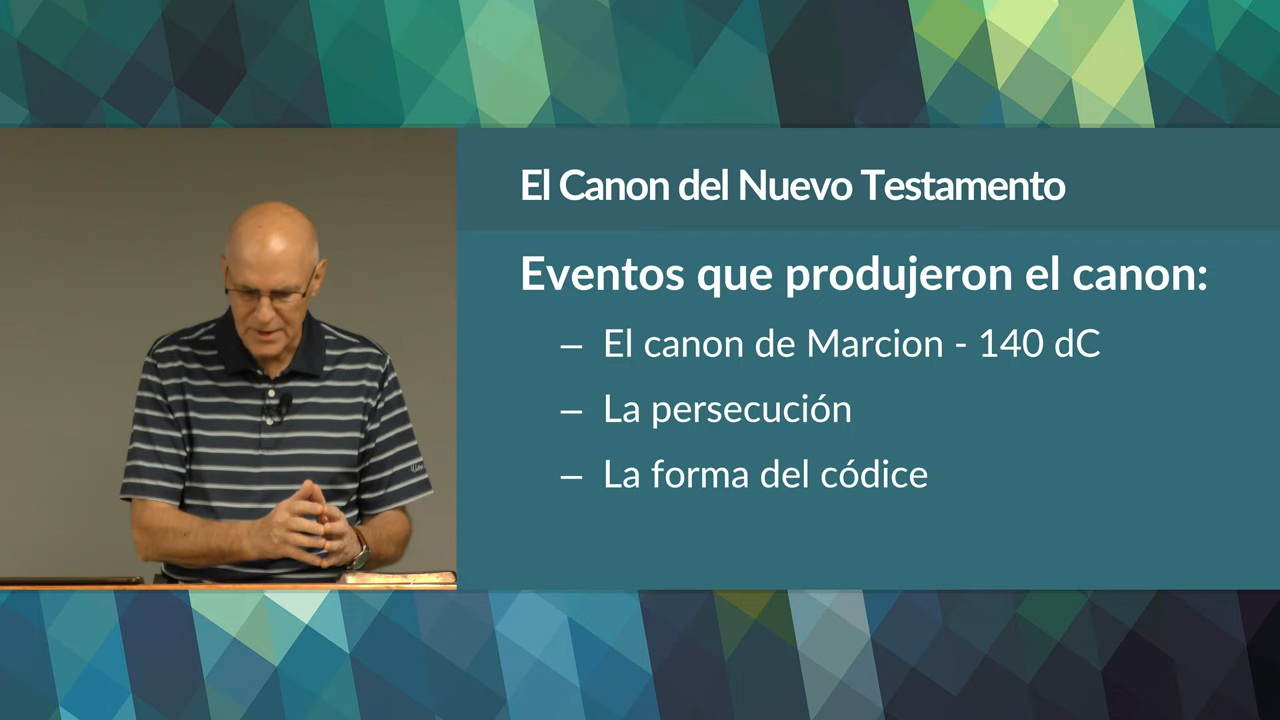 El Canon del Nuevo Testamento
Eventos que produjeron el canon:
– El canon de Marcion - 140 dC
– La persecución
– La forma del códice